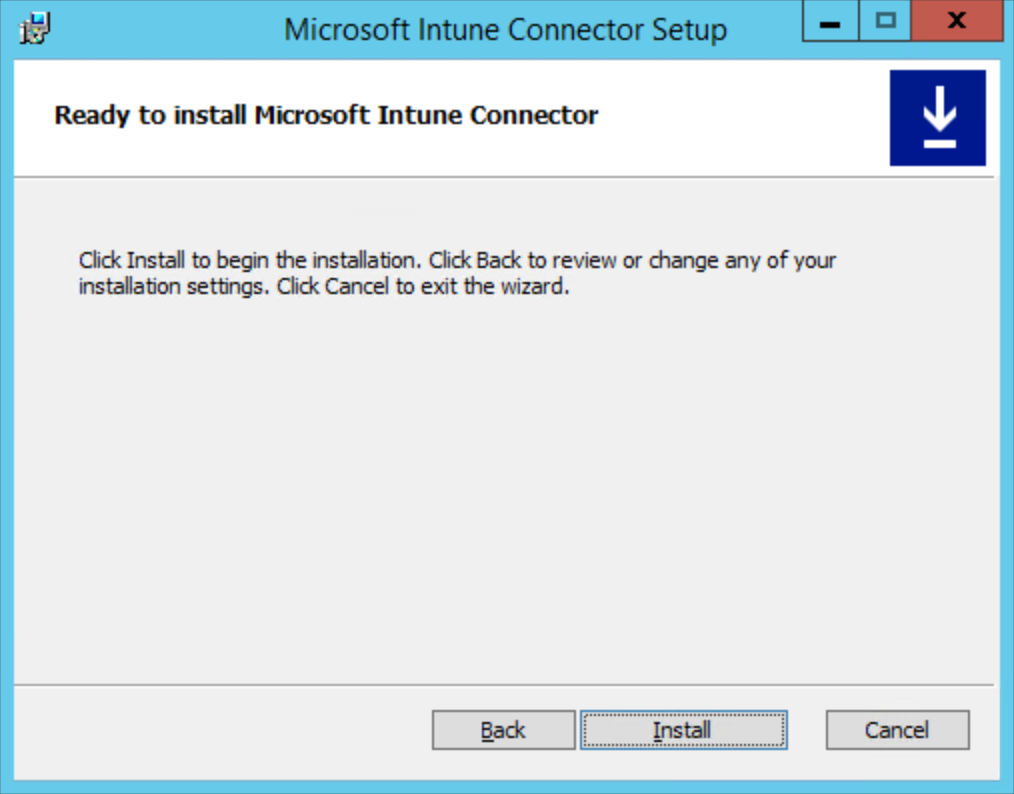 Microsoft Intune Connector Setup
Ready to install Microsoft Intune Connector
Click Install to begin the installation. Click Back to review or change any of your
installation settings. Click Cancel to exit the wizard.
Back Install Cancel